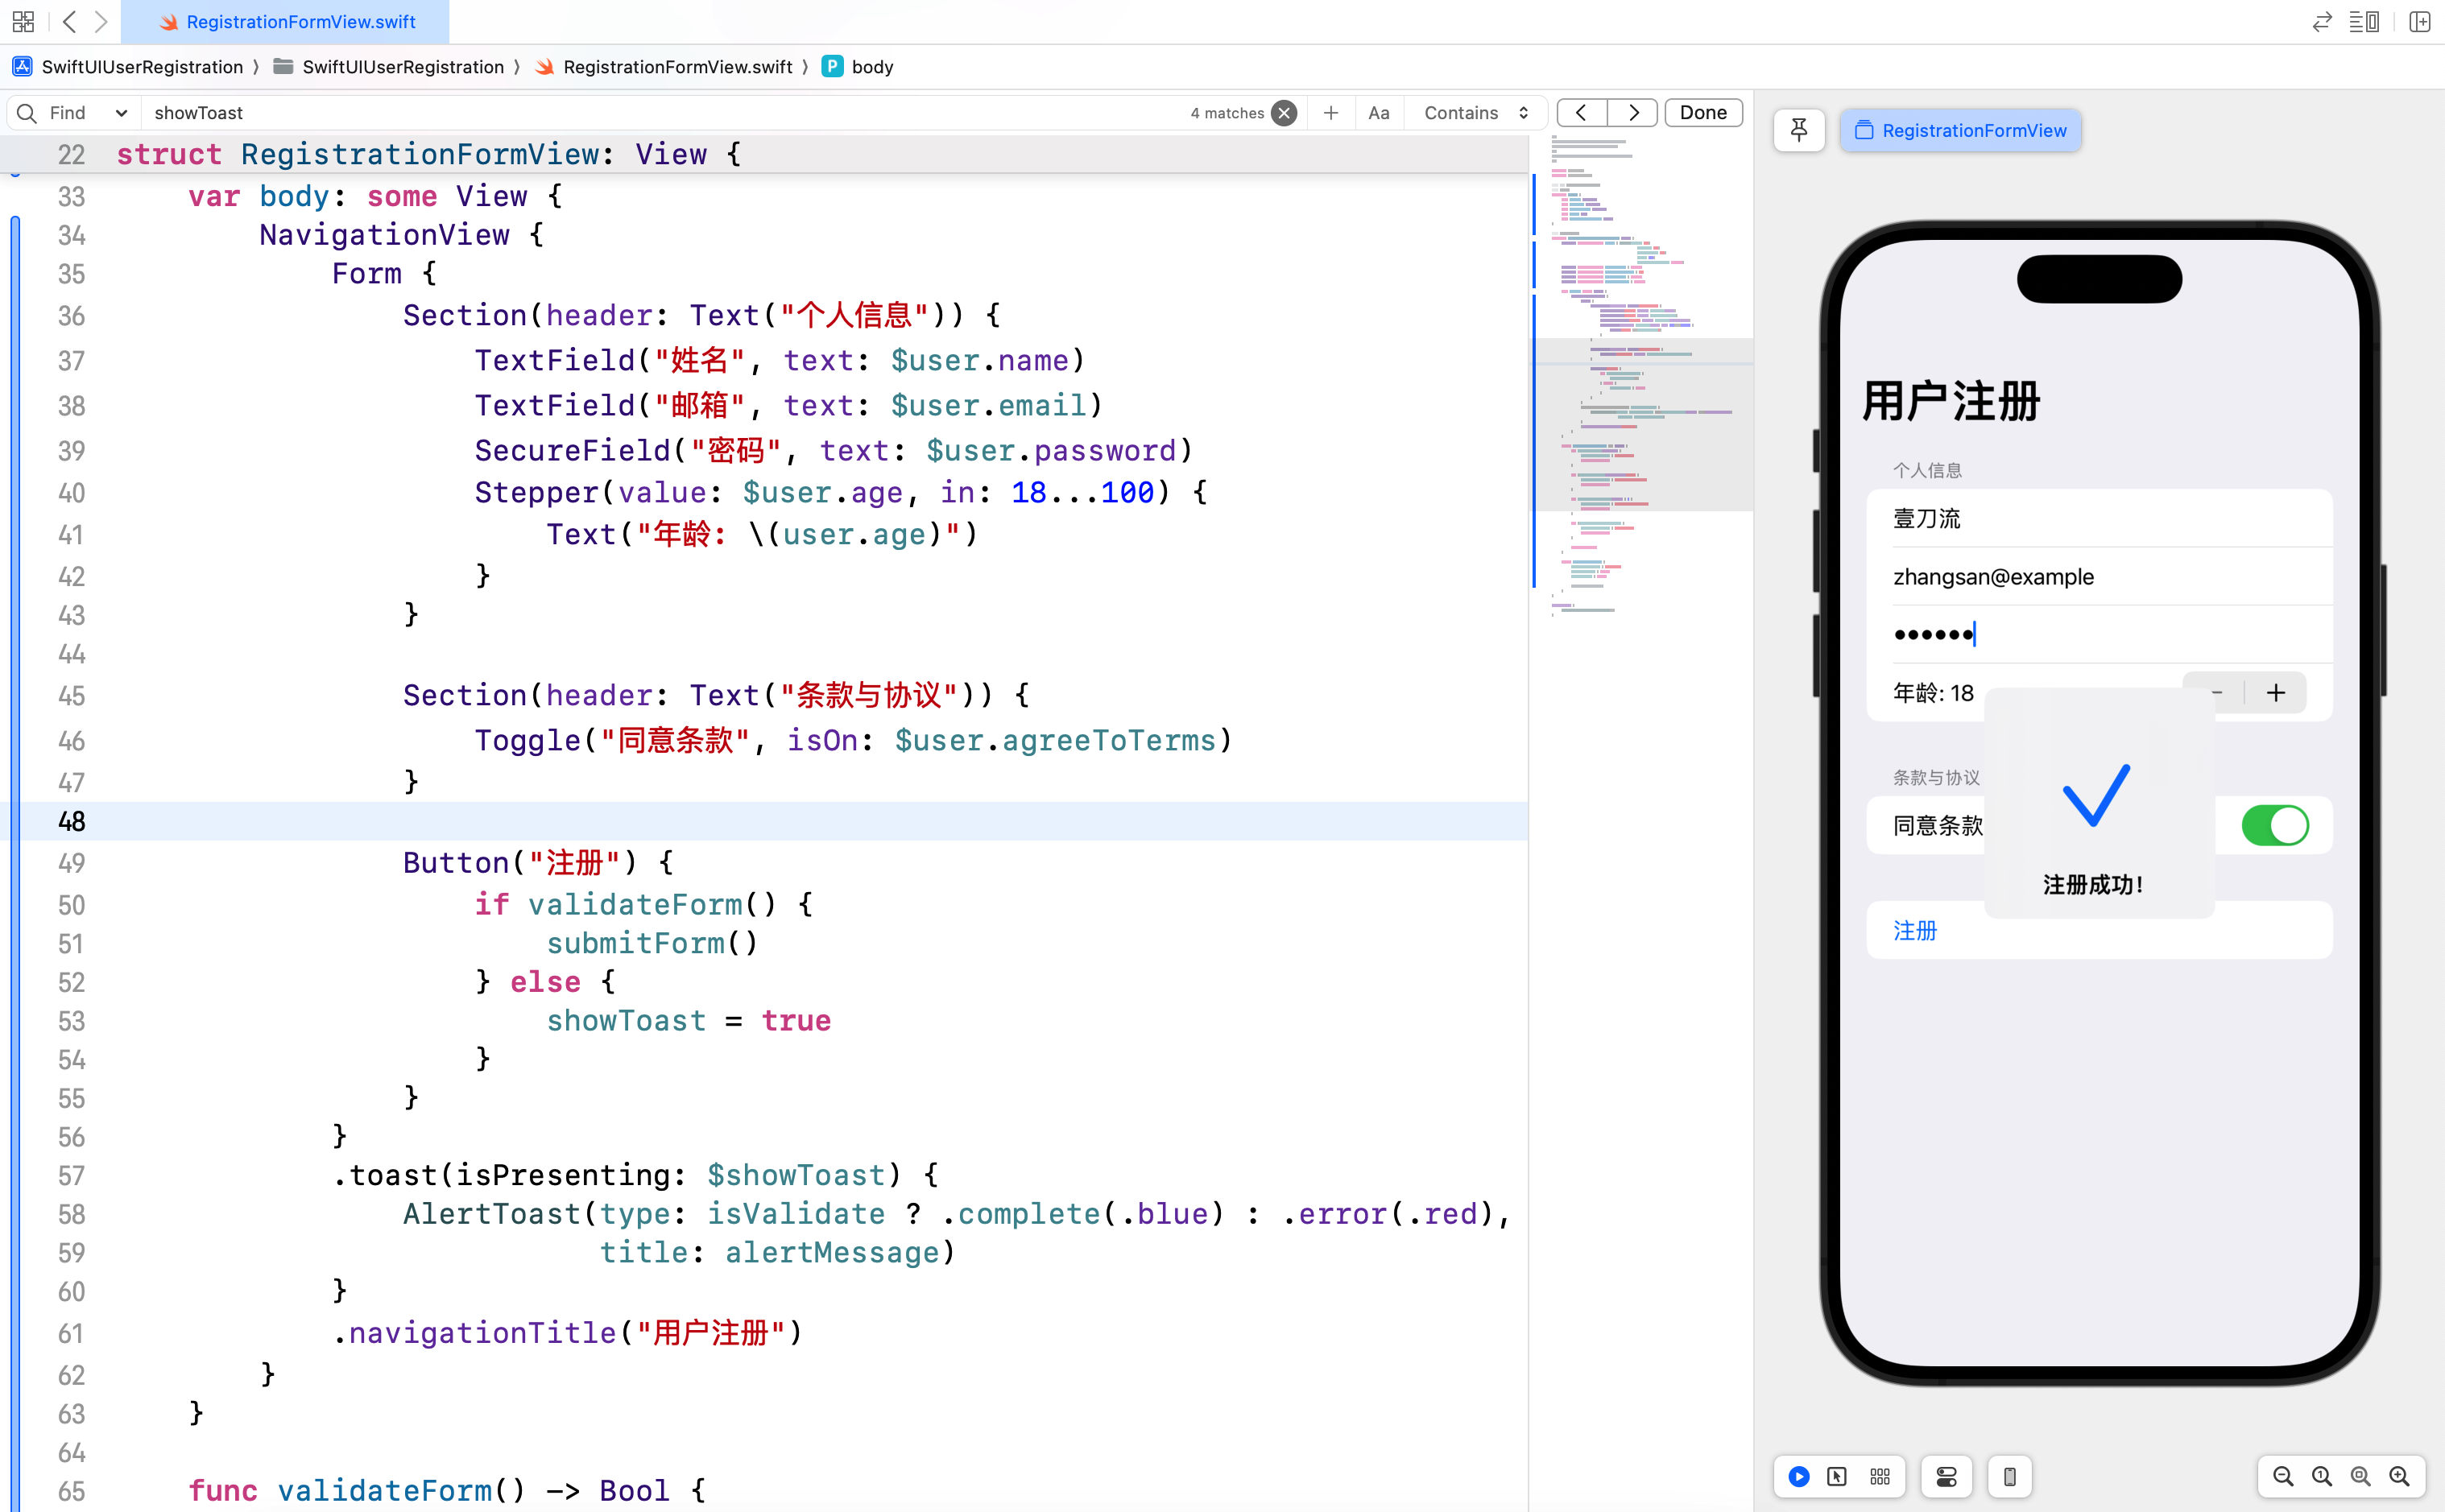 RegistrationFormView.swift
SwiftUIUserRegistration 〉 SwiftUIUserRegistration 〉 RegistrationFormView.swift 〉 P body
Find showToast 4 matches + Aa Contains Done
22 struct RegistrationFormView: View {
33 var body: some View {
34 NavigationView {
35 Form {
36 Section(header: Text("个人信息")) {
37 TextField("姓名", text: $user.name)
38 TextField("邮箱", text: $user.email)
39 SecureField("密码", text: $user.password)
40 Stepper(value: $user.age, in: 18...100) {
41 Text("年龄: \(user.age)")
42 }
43 }
44
45 Section(header: Text("条款与协议")) {
46 Toggle("同意条款", isOn: $user.agreeToTerms)
47 }
48
49 Button("注册") {
50 if validateForm() {
51 submitForm()
52 } else {
53 showToast = true
54 }
55 }
56 }
57 .toast(isPresenting: $showToast) {
58 AlertToast(type: isValidate ? .complete(.blue) : .error(.red),
59 title: alertMessage)
60 }
61 .navigationTitle("用户注册")
62 }
63 }
64
65 func validateForm() -> Bool {
RegistrationFormView
用户注册
个人信息
壹刀流
zhangsan@example
••••••
年龄: 18 − +
条款与协议
同意条款
注册成功!
注册